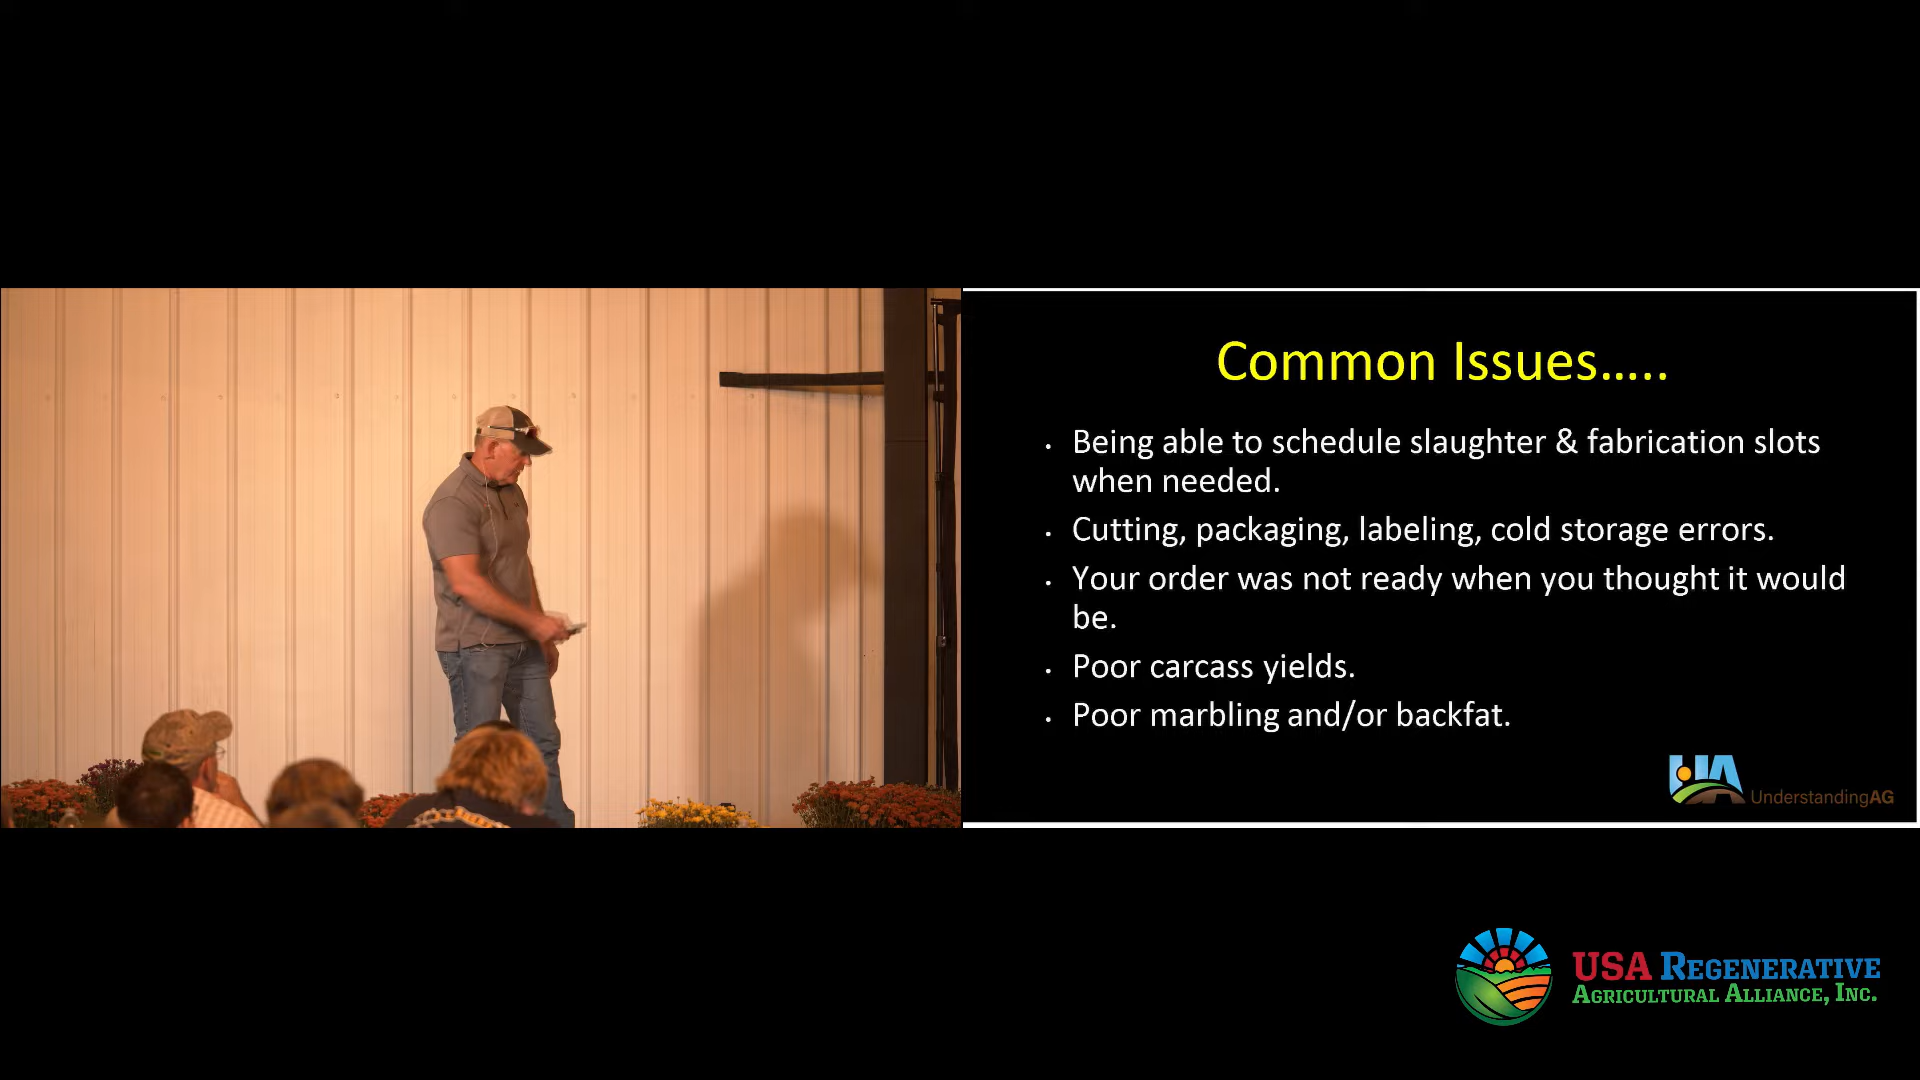 Common Issues.....
• Being able to schedule slaughter & fabrication slots
when needed.
• Cutting, packaging, labeling, cold storage errors.
• Your order was not ready when you thought it would
be.
• Poor carcass yields.
• Poor marbling and/or backfat.
UA
UnderstandingAG
USA REGENERATIVE
AGRICULTURAL ALLIANCE, INC.